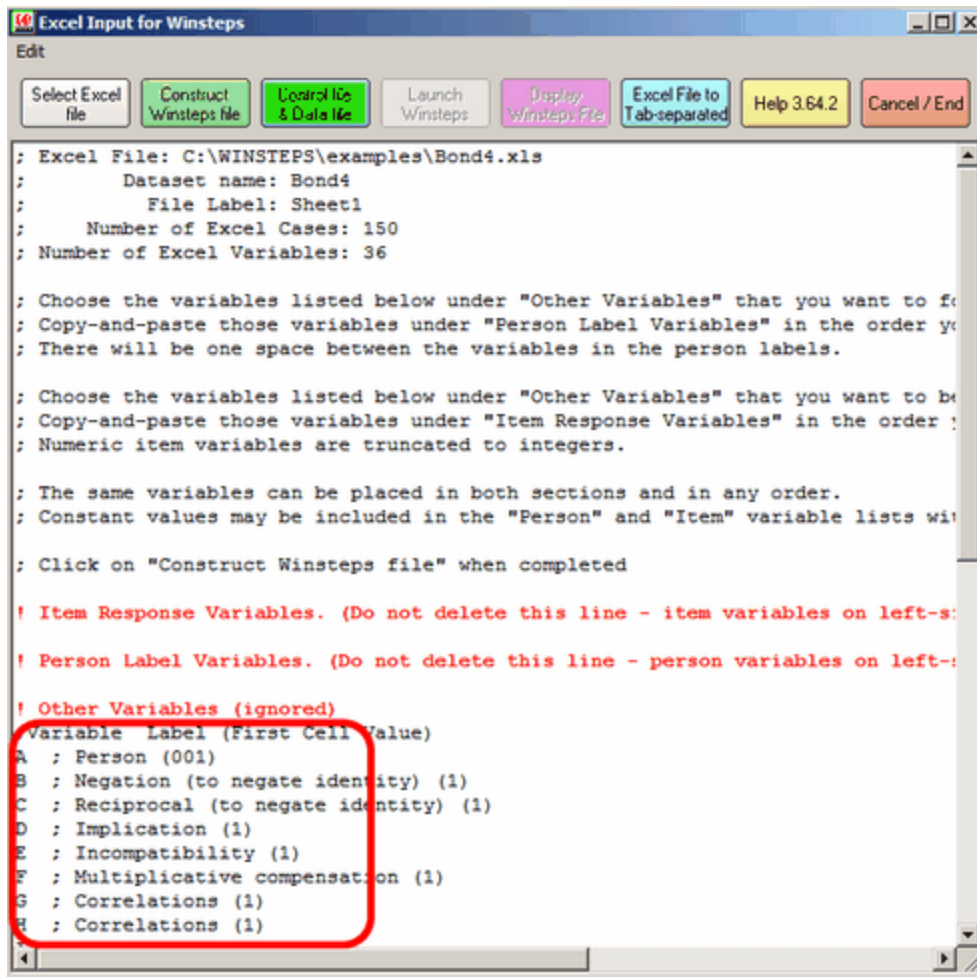 Excel Input for Winsteps
Edit
Select Excel file
Construct Winsteps file
Control file & Data file
Launch Winsteps
Display Winsteps File
Excel File to Tab-separated
Help 3.64.2
Cancel / End
; Excel File: C:\WINSTEPS\examples\Bond4.xls
; Dataset name: Bond4
; File Label: Sheet1
; Number of Excel Cases: 150
; Number of Excel Variables: 36
; Choose the variables listed below under "Other Variables" that you want to fo
; Copy-and-paste those variables under "Person Label Variables" in the order yo
; There will be one space between the variables in the person labels.
; Choose the variables listed below under "Other Variables" that you want to be
; Copy-and-paste those variables under "Item Response Variables" in the order y
; Numeric item variables are truncated to integers.
; The same variables can be placed in both sections and in any order.
; Constant values may be included in the "Person" and "Item" variable lists wit
; Click on "Construct Winsteps file" when completed
! Item Response Variables. (Do not delete this line - item variables on left-s
! Person Label Variables. (Do not delete this line - person variables on left-
! Other Variables (ignored)
Variable Label (First Cell Value)
A ; Person (001)
B ; Negation (to negate identity) (1)
C ; Reciprocal (to negate identity) (1)
D ; Implication (1)
E ; Incompatibility (1)
F ; Multiplicative compensation (1)
G ; Correlations (1)
H ; Correlations (1)